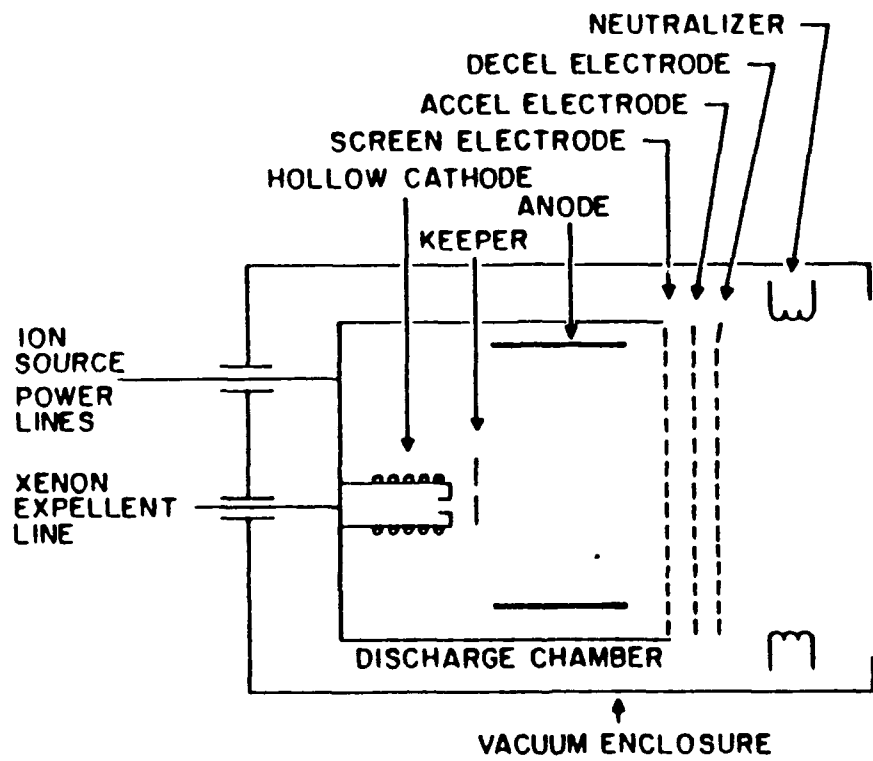 NEUTRALIZER
DECEL ELECTRODE
ACCEL ELECTRODE
SCREEN ELECTRODE
HOLLOW CATHODE
ANODE
KEEPER
ION
SOURCE
POWER
LINES
XENON
EXPELLENT
LINE
DISCHARGE CHAMBER
VACUUM ENCLOSURE